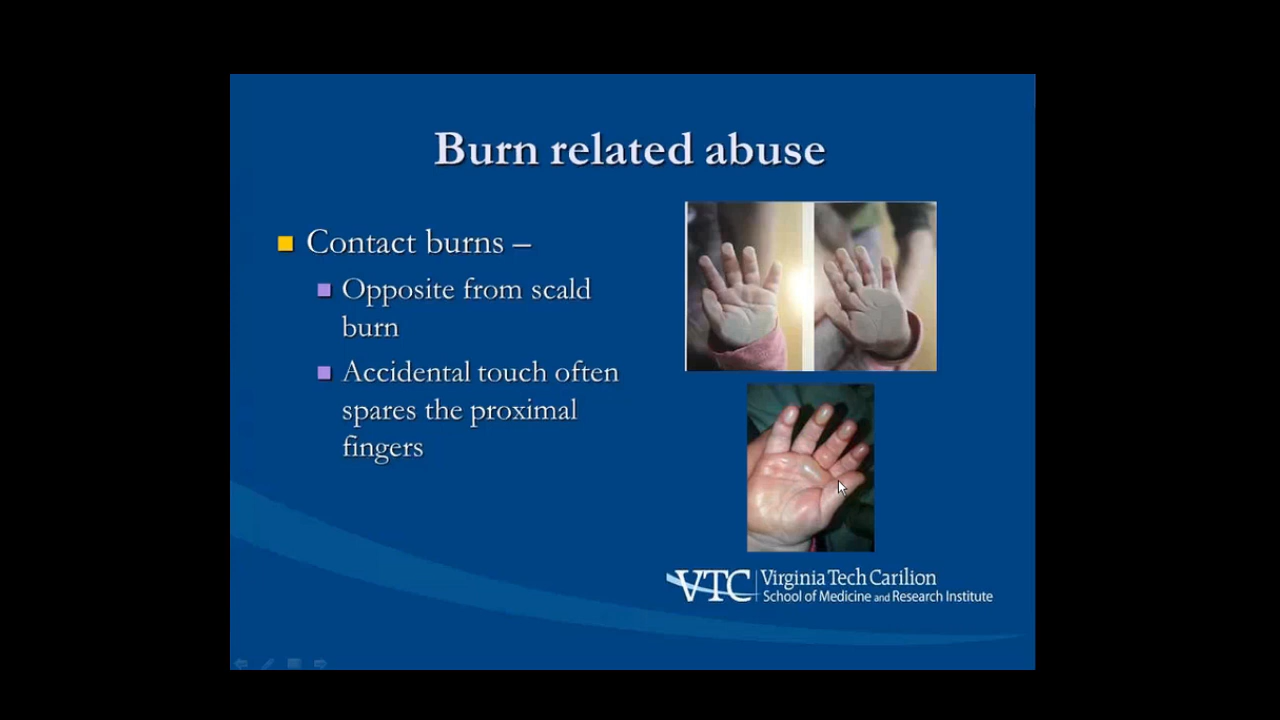 Burn related abuse
Contact burns –
Opposite from scald
burn
Accidental touch often
spares the proximal
fingers
VTC Virginia Tech Carilion
School of Medicine and Research Institute